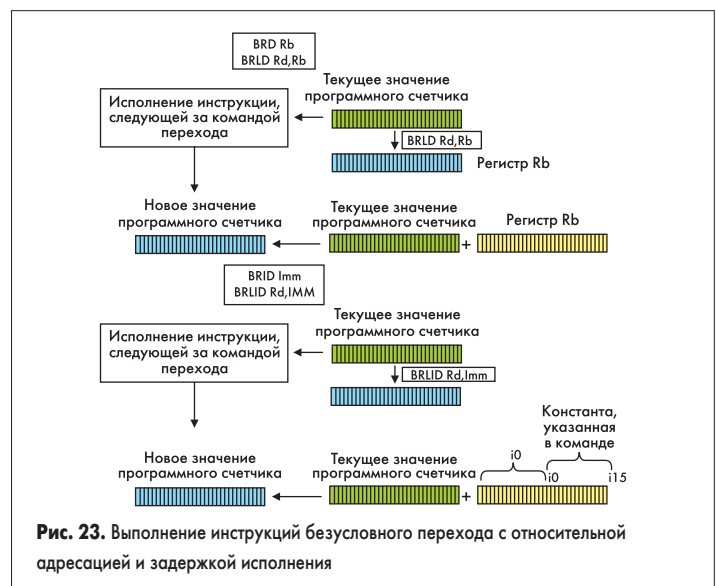 BRD Rb
BRLD Rd,Rb
Текущее значение
программного счетчика
Исполнение инструкции,
следующей за командой
перехода
BRLD Rd,Rb
Регистр Rb
Новое значение
программного счетчика
Текущее значение
программного счетчика
Регистр Rb
+
BRID Imm
BRLID Rd,IMM
Текущее значение
программного счетчика
Исполнение инструкции,
следующей за командой
перехода
BRLID Rd,Imm
Константа,
указанная
в команде
i0
i0
i15
Новое значение
программного счетчика
Текущее значение
программного счетчика
+
Рис. 23. Выполнение инструкций безусловного перехода с относительной
адресацией и задержкой исполнения